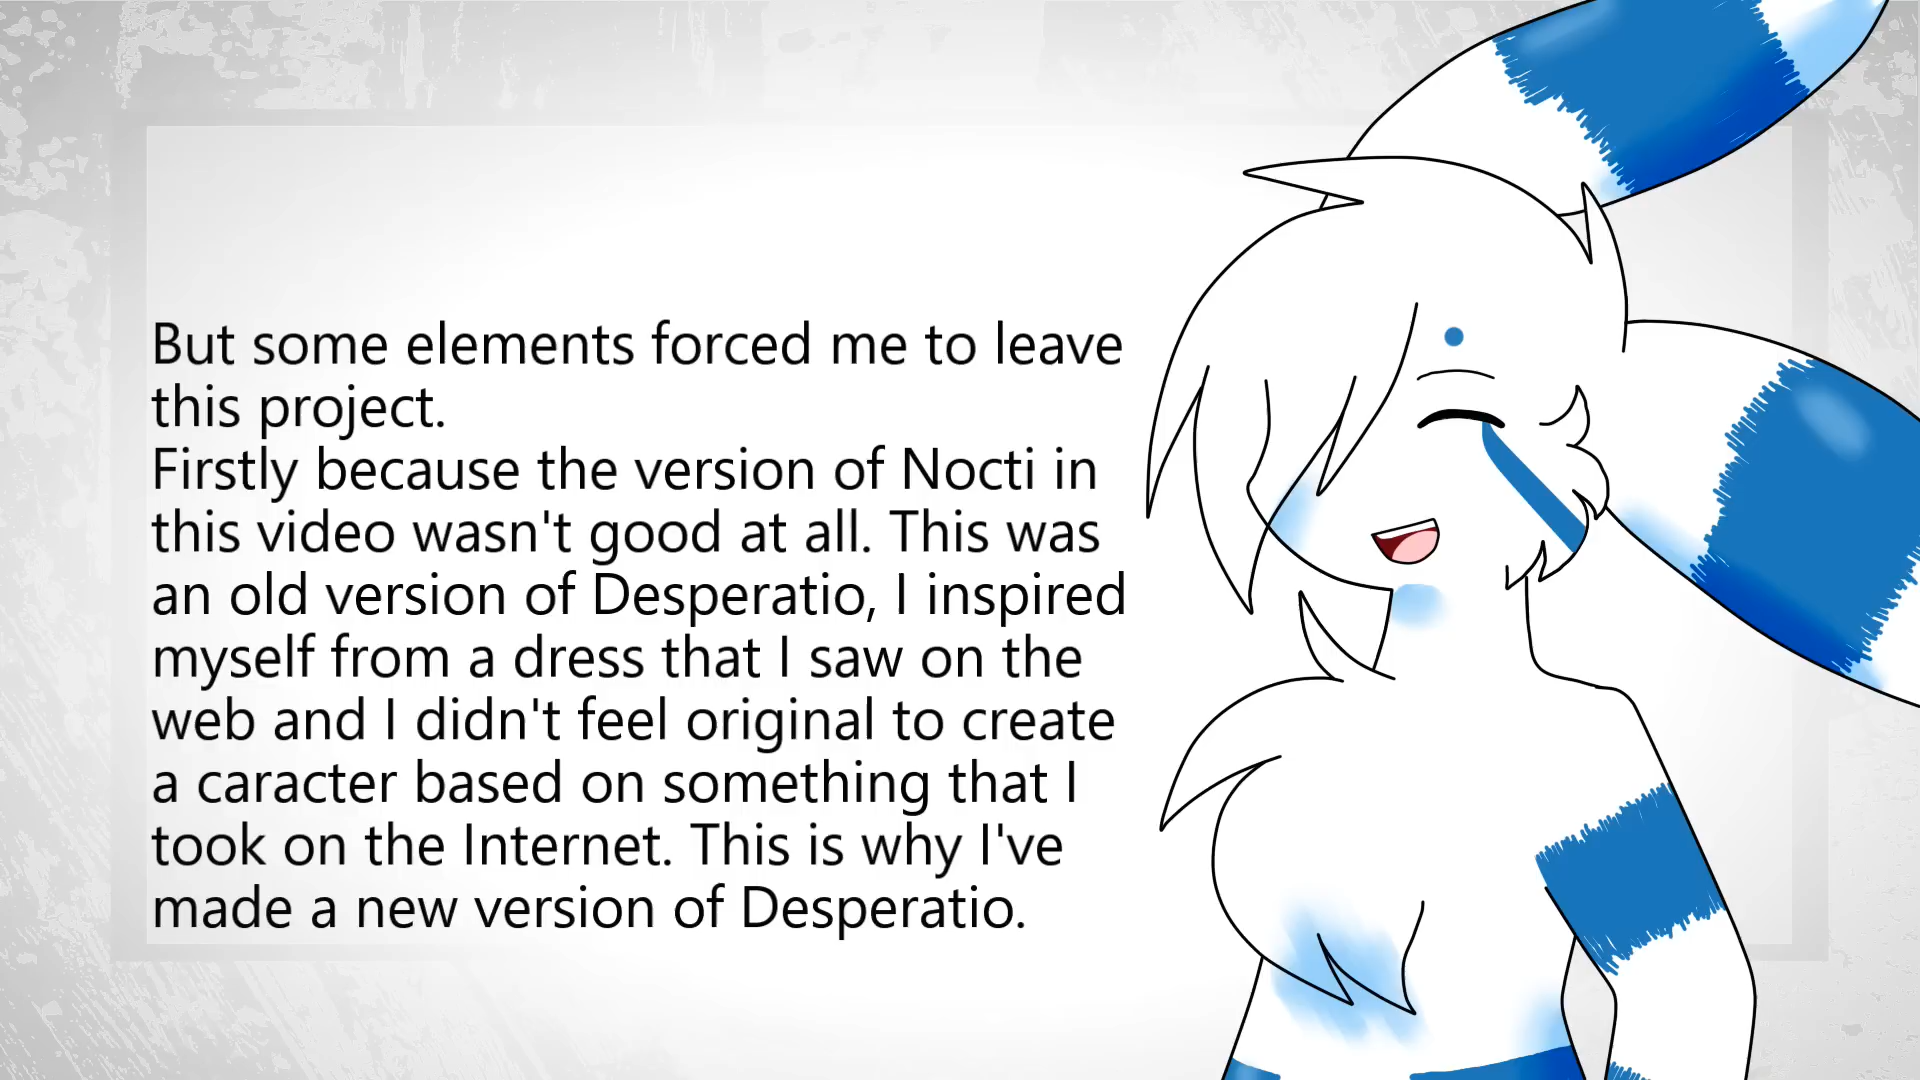 But some elements forced me to leave
this project.
Firstly because the version of Nocti in
this video wasn't good at all. This was
an old version of Desperatio, I inspired
myself from a dress that I saw on the
web and I didn't feel original to create
a caracter based on something that I
took on the Internet. This is why I've
made a new version of Desperatio.